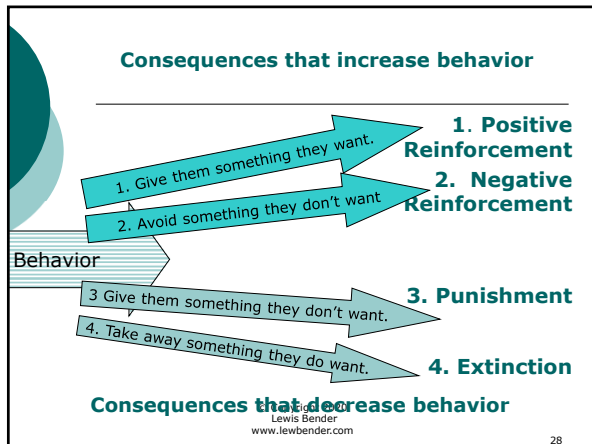 Consequences that increase behavior
1. Give them something they want.
1. Positive
Reinforcement
2. Avoid something they don't want
2. Negative
Reinforcement
Behavior
3 Give them something they don't want.
3. Punishment
4. Take away something they do want.
4. Extinction
Consequences that decrease behavior
© Copyright 2020
Lewis Bender
www.lewbender.com
28